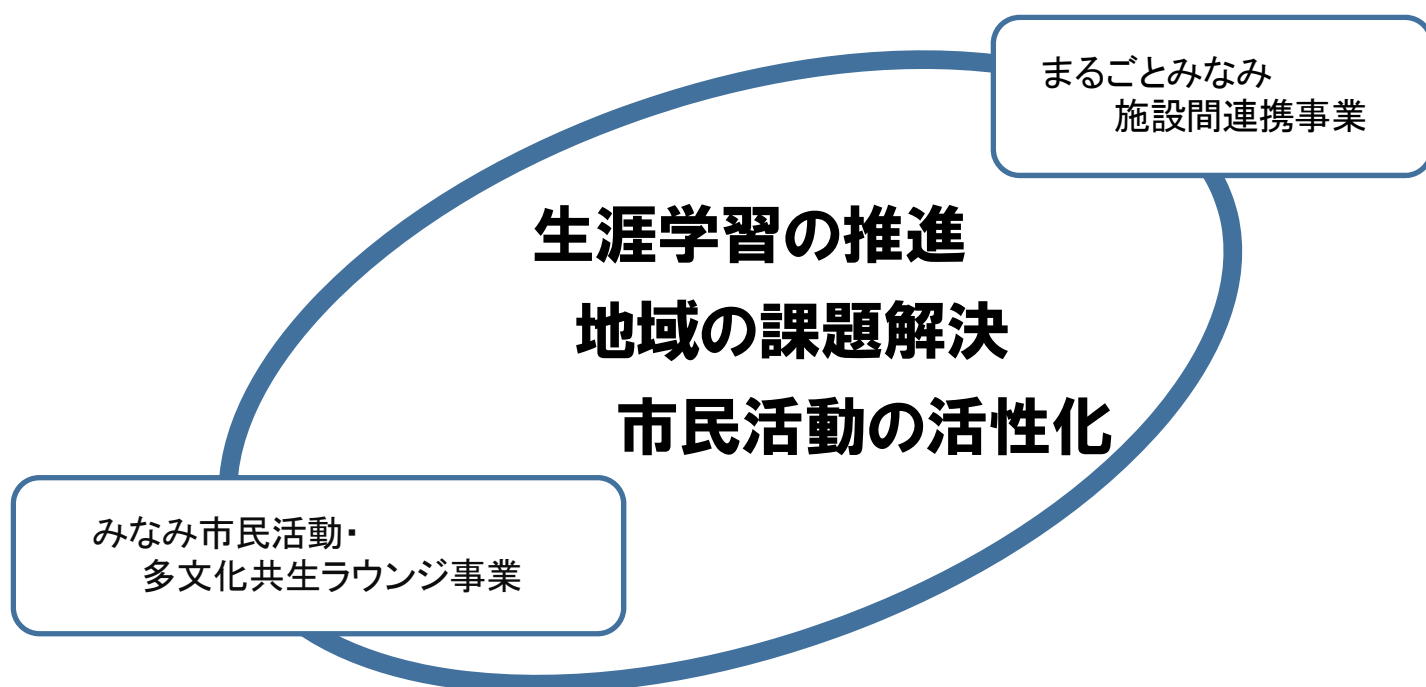 まるごとみなみ
施設間連携事業
生涯学習の推進
地域の課題解決
市民活動の活性化
みなみ市民活動・
多文化共生ラウンジ事業